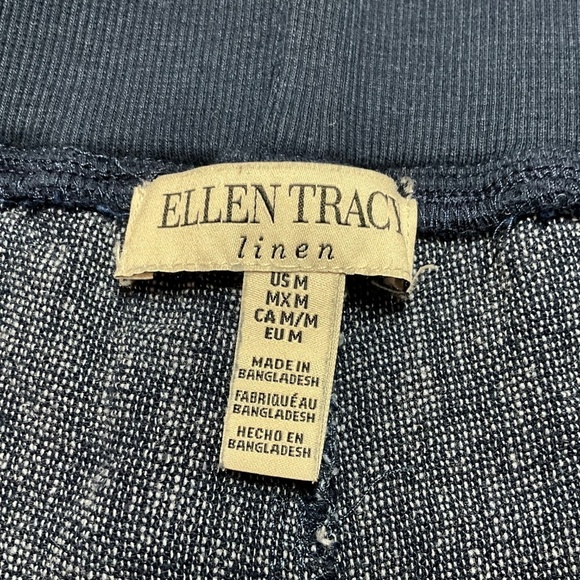 ELLEN TRACY
linen
US M
MX M
CA M/M
EU M
MADE IN
BANGLADESH
FABRIQUÉ AU
BANGLADESH
HECHO EN
BANGLADESH